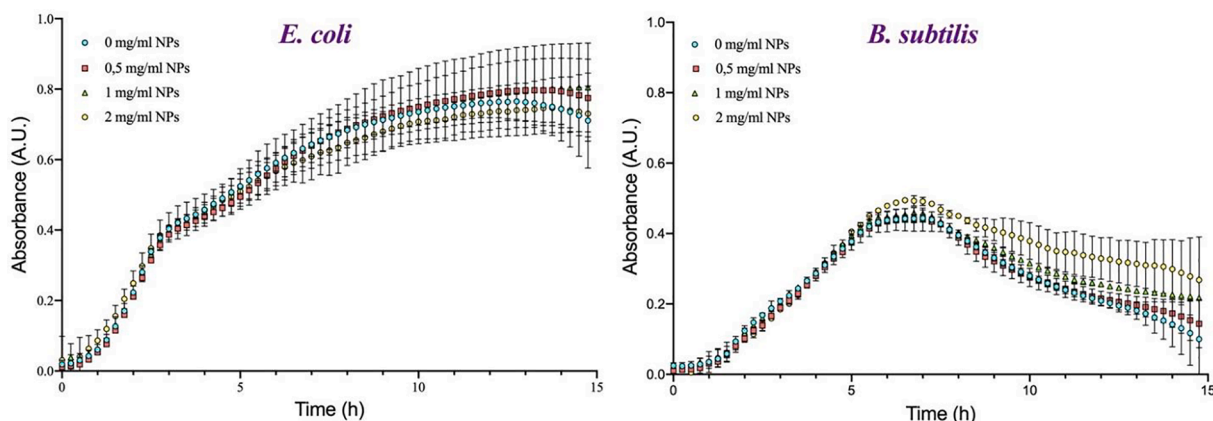 E. coli
0 mg/ml NPs
0,5 mg/ml NPs
1 mg/ml NPs
2 mg/ml NPs
Absorbance (A.U.)
1.0
0.8
0.6
0.4
0.2
0.0
0
5
10
15
Time (h)
B. subtilis
0 mg/ml NPs
0,5 mg/ml NPs
1 mg/ml NPs
2 mg/ml NPs
Absorbance (A.U.)
1.0
0.8
0.6
0.4
0.2
0.0
0
5
10
15
Time (h)